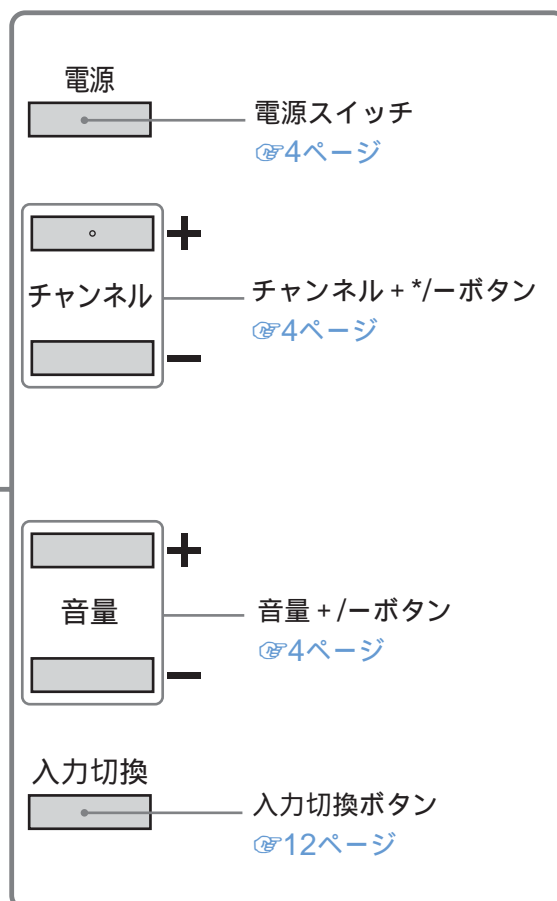 電源
電源スイッチ
☞4ページ
+
チャンネル
チャンネル + */ーボタン
☞4ページ
−
+
音量
音量 + /ーボタン
☞4ページ
−
入力切換
入力切換ボタン
☞12ページ